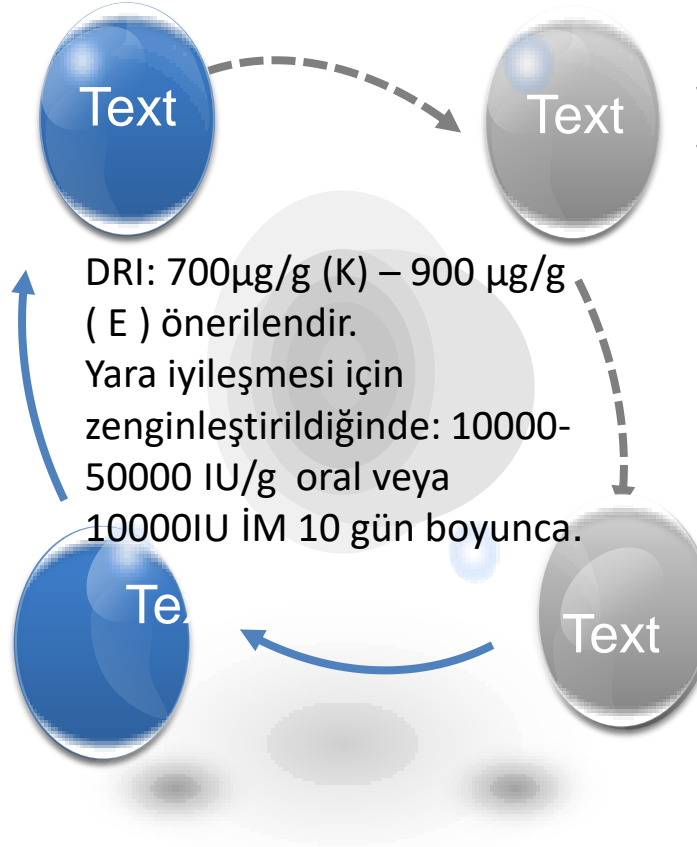 Text
Text
DRI: 700µg/g (K) – 900 µg/g
( E ) önerilendir.
Yara iyileşmesi için
zenginleştirildiğinde: 10000-
50000 IU/g oral veya
10000IU İM 10 gün boyunca.
Te
Text